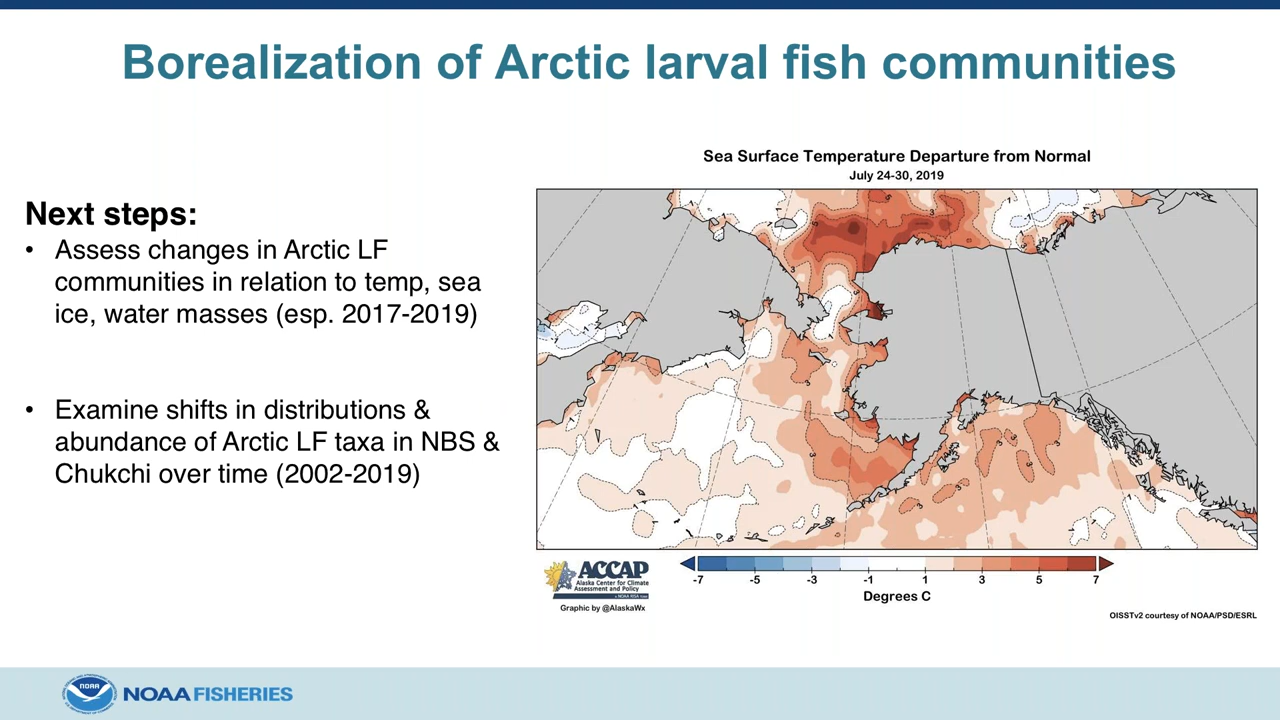 Borealization of Arctic larval fish communities
Sea Surface Temperature Departure from Normal
July 24-30, 2019
Next steps:
• Assess changes in Arctic LF
communities in relation to temp, sea
ice, water masses (esp. 2017-2019)
• Examine shifts in distributions &
abundance of Arctic LF taxa in NBS &
Chukchi over time (2002-2019)
ACCAP
Alaska Center for Climate
Assessment and Policy
Graphic by @AlaskaWx
-7 -5 -3 -1 1 3 5 7
Degrees C
OISSTv2 courtesy of NOAA/PSD/ESRL
NOAA
NOAA FISHERIES